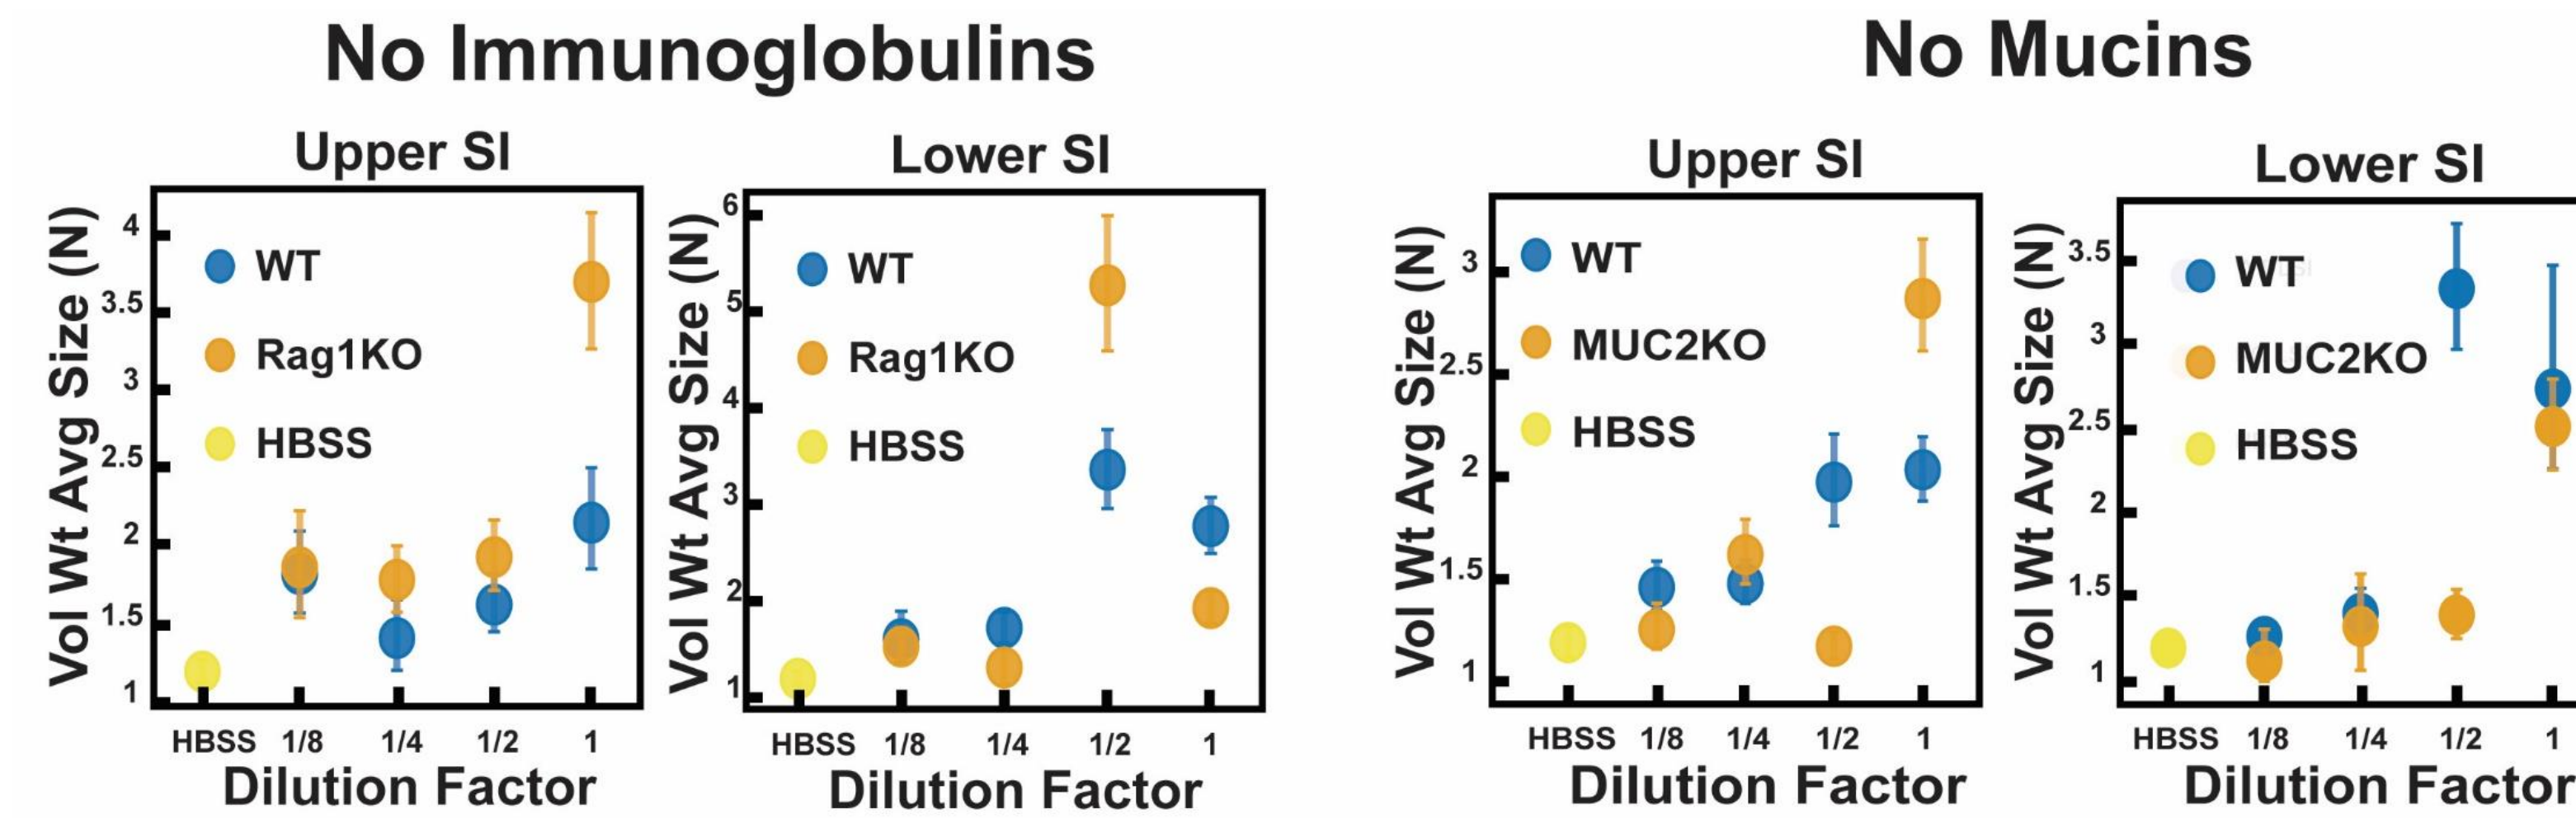 No Immunoglobulins
No Mucins
Upper SI
Lower SI
Upper SI
Lower SI
Vol Wt Avg Size (N)
4
3.5
3
2.5
2
1.5
1
WT
Rag1KO
HBSS
HBSS 1/8 1/4 1/2 1
Dilution Factor
Vol Wt Avg Size (N)
6
5
4
3
2
1
WT
Rag1KO
HBSS
HBSS 1/8 1/4 1/2 1
Dilution Factor
Vol Wt Avg Size (N)
3
2.5
2
1.5
1
WT
MUC2KO
HBSS
HBSS 1/8 1/4 1/2 1
Dilution Factor
Vol Wt Avg Size (N)
3.5
3
2.5
2
1.5
1
WT
MUC2KO
HBSS
HBSS 1/8 1/4 1/2 1
Dilution Factor